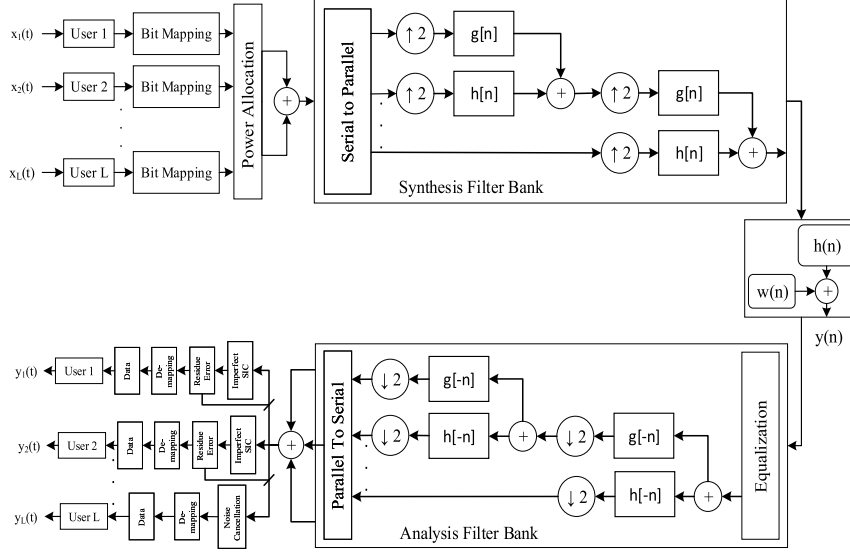 x1(t) User 1 Bit Mapping
x2(t) User 2 Bit Mapping
xL(t) User L Bit Mapping
Power Allocation
+
Serial to Parallel
↑ 2 g[n]
↑ 2 h[n] + ↑ 2 g[n]
↑ 2 h[n] +
Synthesis Filter Bank
h(n)
w(n) +
y(n)
y1(t) User 1 Data De-mapping Residue Error Imperfect SIC
y2(t) User 2 Data De-mapping Residue Error Imperfect SIC
yL(t) User L Data De-mapping Noise Cancellation
+
Parallel To Serial
↓ 2 g[-n]
↓ 2 h[-n] + ↓ 2 g[-n]
↓ 2 h[-n] +
Equalization
Analysis Filter Bank